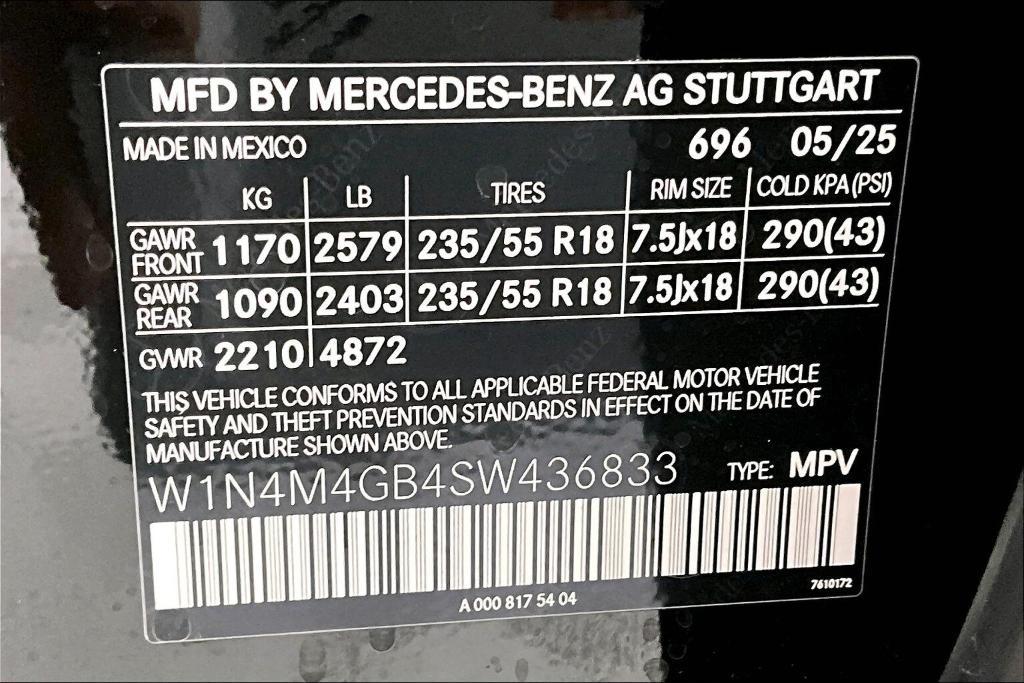 MFD BY MERCEDES-BENZ AG STUTTGART
MADE IN MEXICO 696 05/25
KG LB TIRES RIM SIZE COLD KPA (PSI)
GAWR FRONT 1170 2579 235/55 R18 7.5Jx18 290(43)
GAWR REAR 1090 2403 235/55 R18 7.5Jx18 290(43)
GVWR 2210 4872
THIS VEHICLE CONFORMS TO ALL APPLICABLE FEDERAL MOTOR VEHICLE
SAFETY AND THEFT PREVENTION STANDARDS IN EFFECT ON THE DATE OF
MANUFACTURE SHOWN ABOVE.
W1N4M4GB4SW436833 TYPE: MPV
7610172
A 000 817 54 04